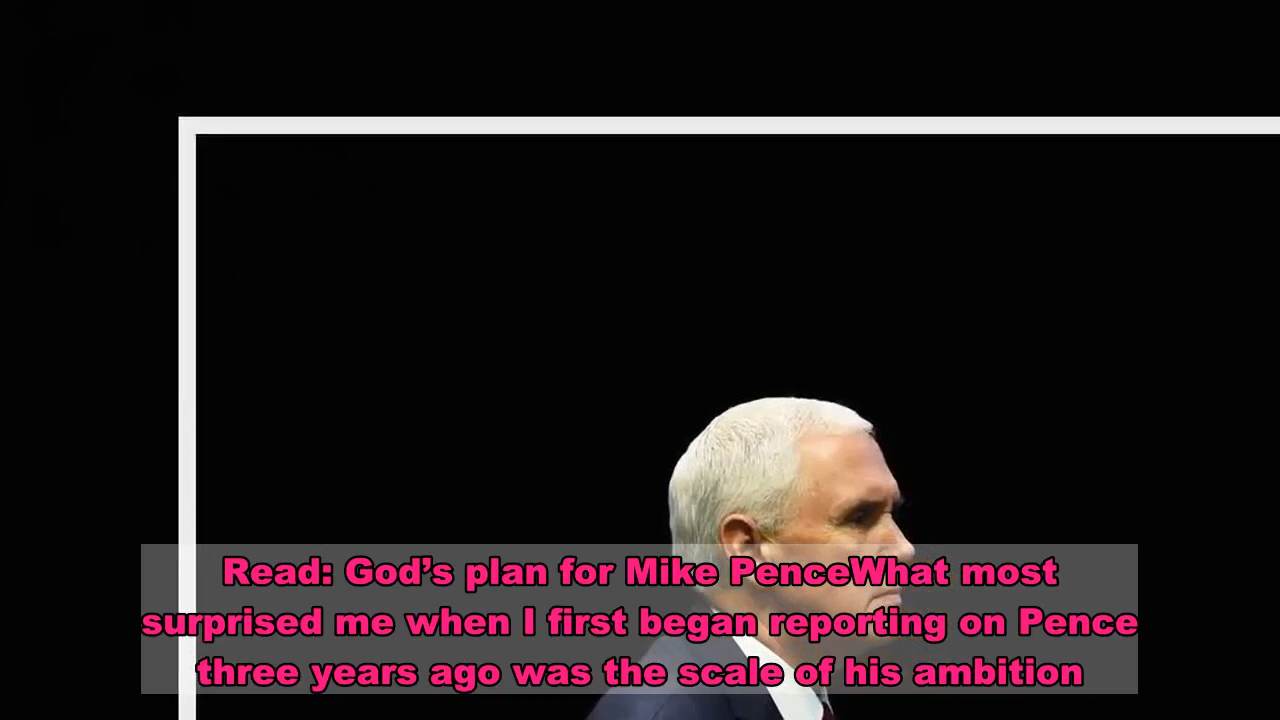 Read: God’s plan for Mike PenceWhat most
surprised me when I first began reporting on Pence
three years ago was the scale of his ambition